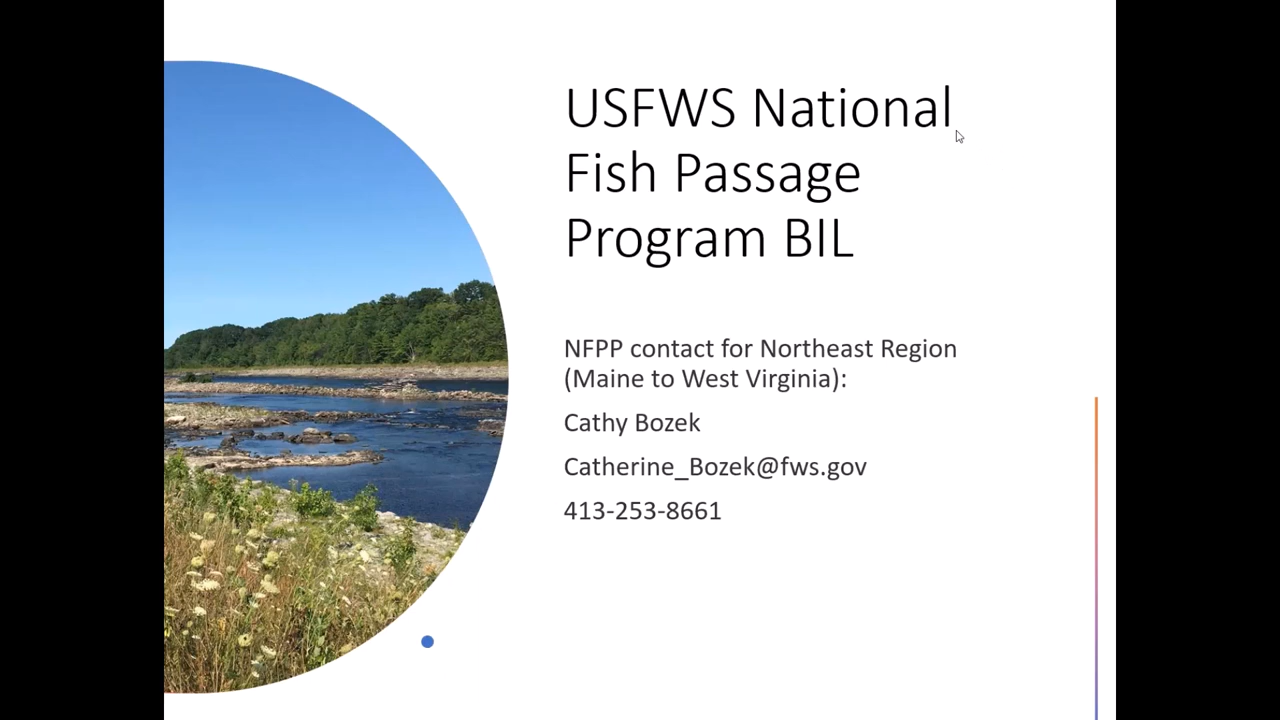 USFWS National
Fish Passage
Program BIL
NFPP contact for Northeast Region
(Maine to West Virginia):
Cathy Bozek
Catherine_Bozek@fws.gov
413-253-8661